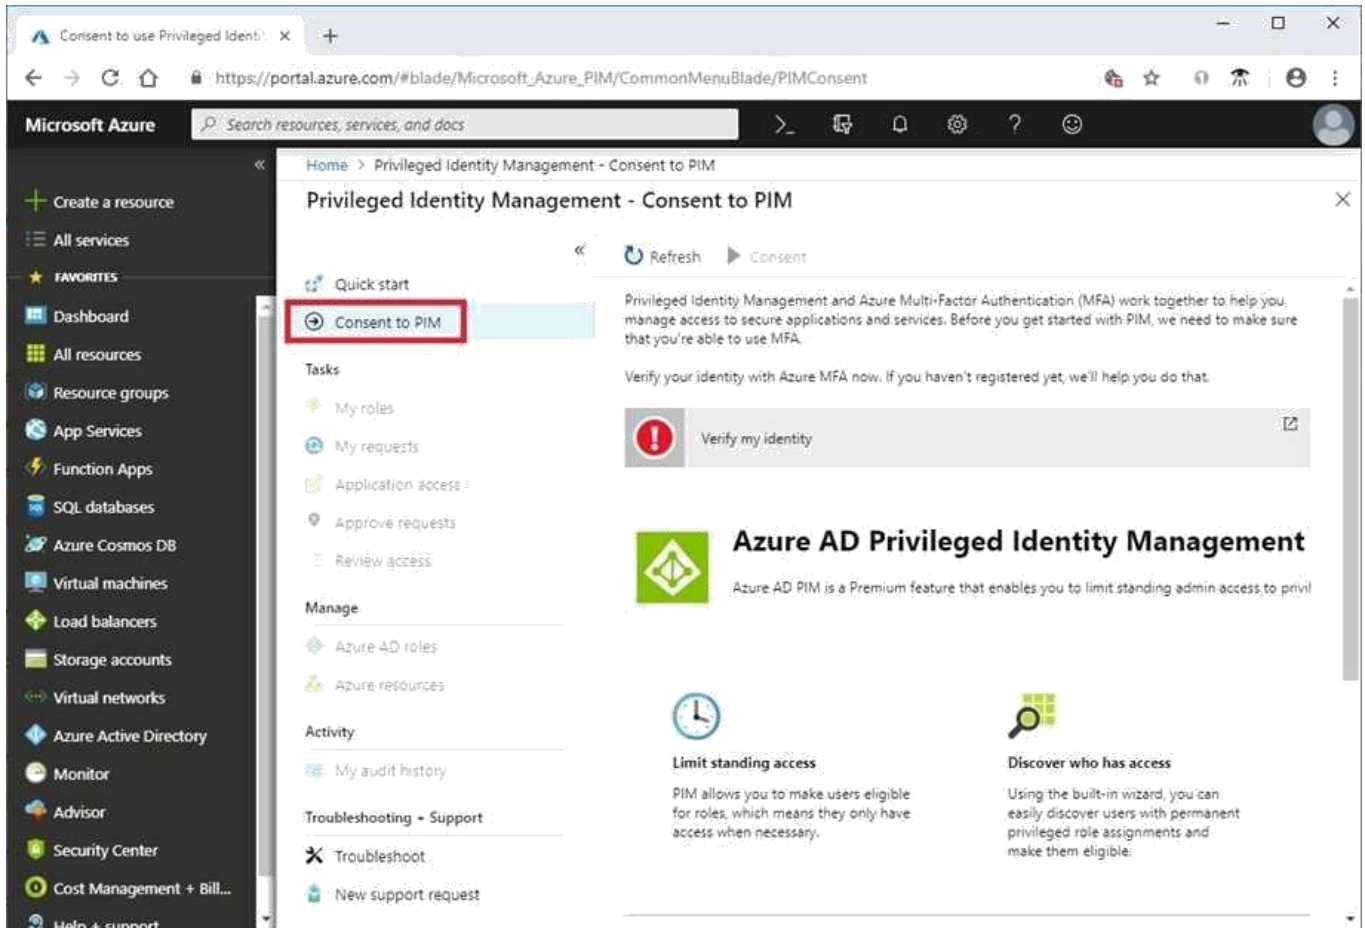 Consent to use Privileged Identi
https://portal.azure.com/#blade/Microsoft_Azure_PIM/CommonMenuBlade/PIMConsent
Microsoft Azure
Search resources, services, and docs
Create a resource
All services
FAVORITES
Dashboard
All resources
Resource groups
App Services
Function Apps
SQL databases
Azure Cosmos DB
Virtual machines
Load balancers
Storage accounts
Virtual networks
Azure Active Directory
Monitor
Advisor
Security Center
Cost Management + Bill...
Help + support
Home > Privileged Identity Management - Consent to PIM
Privileged Identity Management - Consent to PIM
Quick start
Consent to PIM
Tasks
My roles
My requests
Application access
Approve requests
Review access
Manage
Azure AD roles
Azure resources
Activity
My audit history
Troubleshooting + Support
Troubleshoot
New support request
Refresh
Consent
Privileged Identity Management and Azure Multi-Factor Authentication (MFA) work together to help you
manage access to secure applications and services. Before you get started with PIM, we need to make sure
that you're able to use MFA.
Verify your identity with Azure MFA now. If you haven't registered yet, we'll help you do that.
Verify my identity
Azure AD Privileged Identity Management
Azure AD PIM is a Premium feature that enables you to limit standing admin access to privil
Limit standing access
PIM allows you to make users eligible
for roles, which means they only have
access when necessary.
Discover who has access
Using the built-in wizard, you can
easily discover users with permanent
privileged role assignments and
make them eligible.